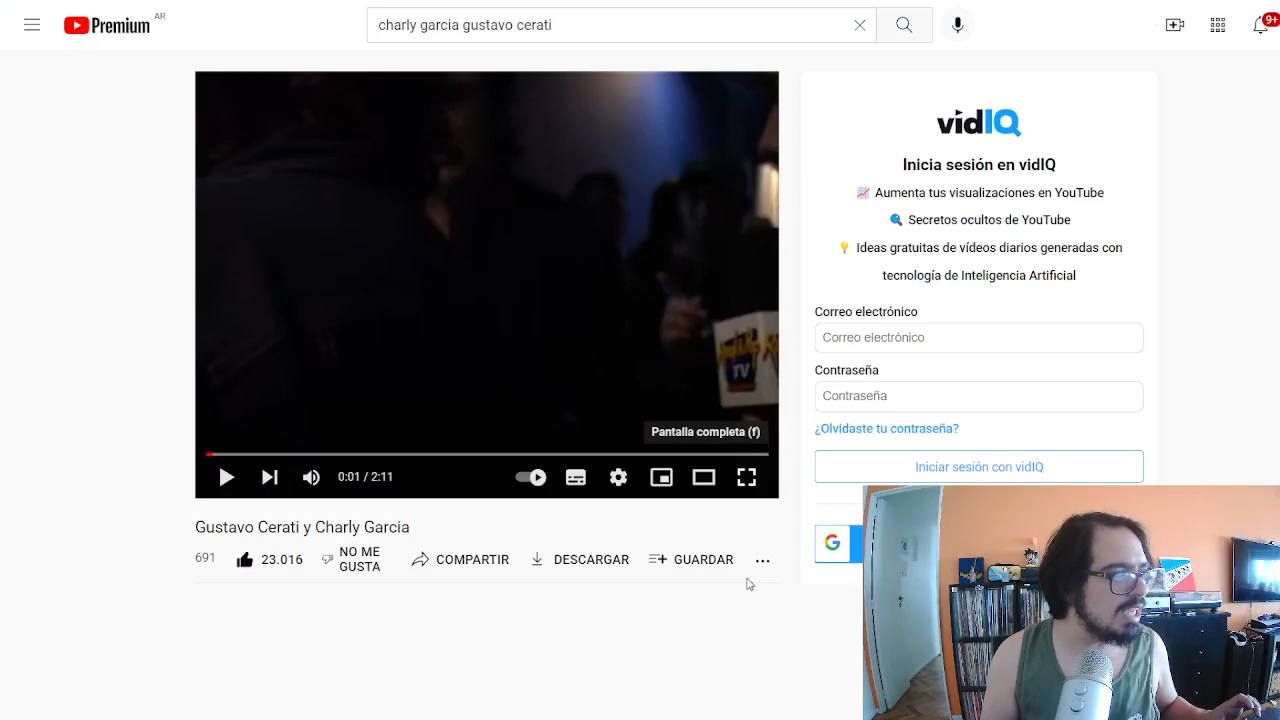 Premium
AR
charly garcia gustavo cerati
9+
TV
Pantalla completa (f)
0:01 / 2:11
Gustavo Cerati y Charly Garcia
691
23.016
NO ME
GUSTA
COMPARTIR
DESCARGAR
GUARDAR
vidIQ
Inicia sesión en vidIQ
Aumenta tus visualizaciones en YouTube
Secretos ocultos de YouTube
Ideas gratuitas de vídeos diarios generadas con
tecnología de Inteligencia Artificial
Correo electrónico
Correo electrónico
Contraseña
Contraseña
¿Olvidaste tu contraseña?
Iniciar sesión con vidIQ
G